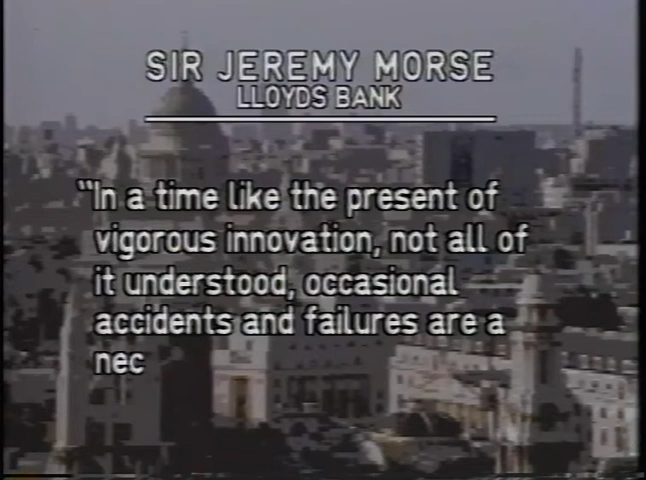 SIR JEREMY MORSE
LLOYDS BANK
“In a time like the present of
vigorous innovation, not all of
it understood, occasional
accidents and failures are a
nec